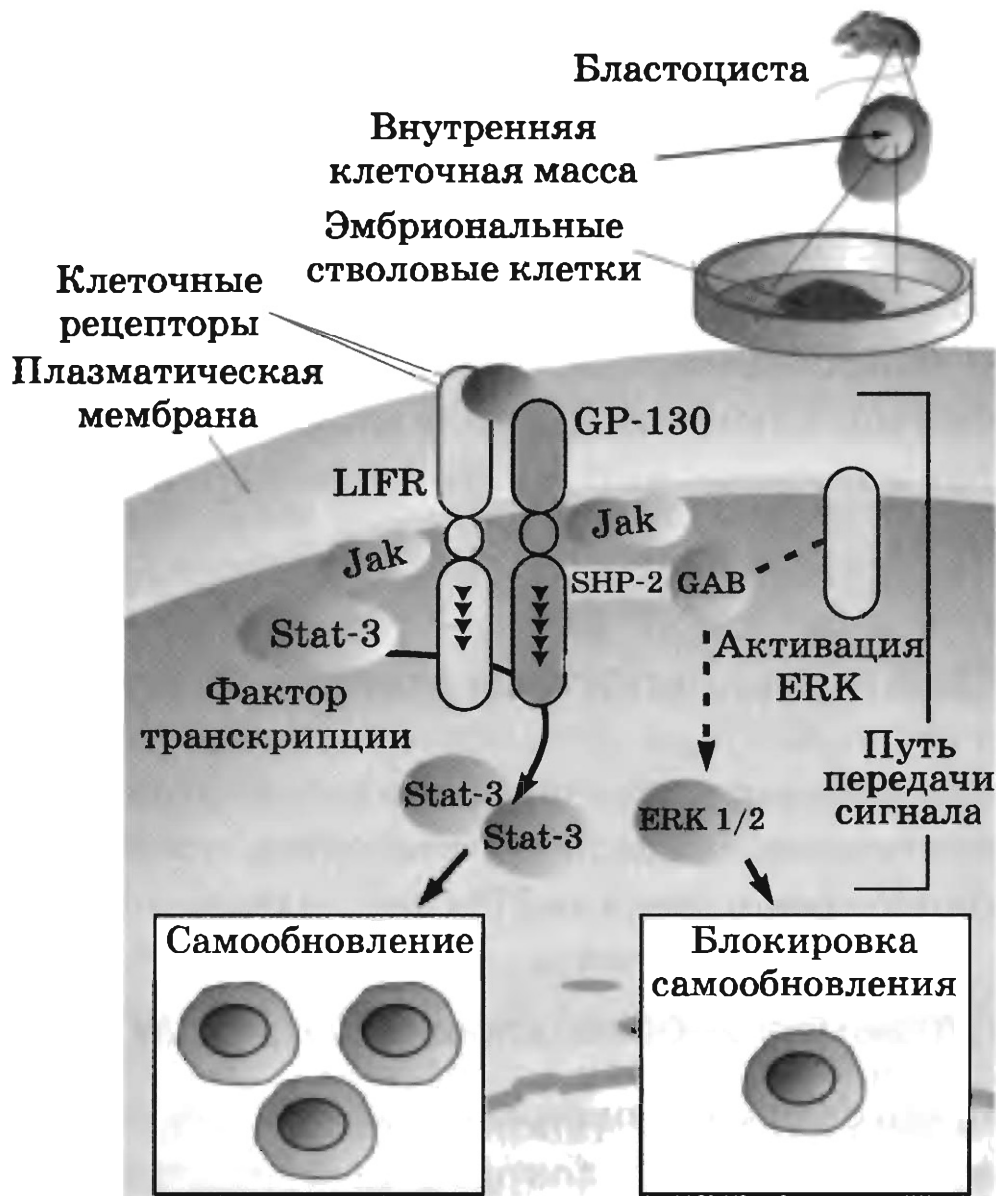 Бластоциста
Внутренняя
клеточная масса
Эмбриональные
стволовые клетки
Клеточные
рецепторы
Плазматическая
мембрана
GP-130
LIFR
Jak
Jak
SHP-2 GAB
Stat-3
Активация
ERK
Фактор
транскрипции
Путь
передачи
сигнала
Stat-3
Stat-3
ERK 1/2
Самообновление
Блокировка
самообновления